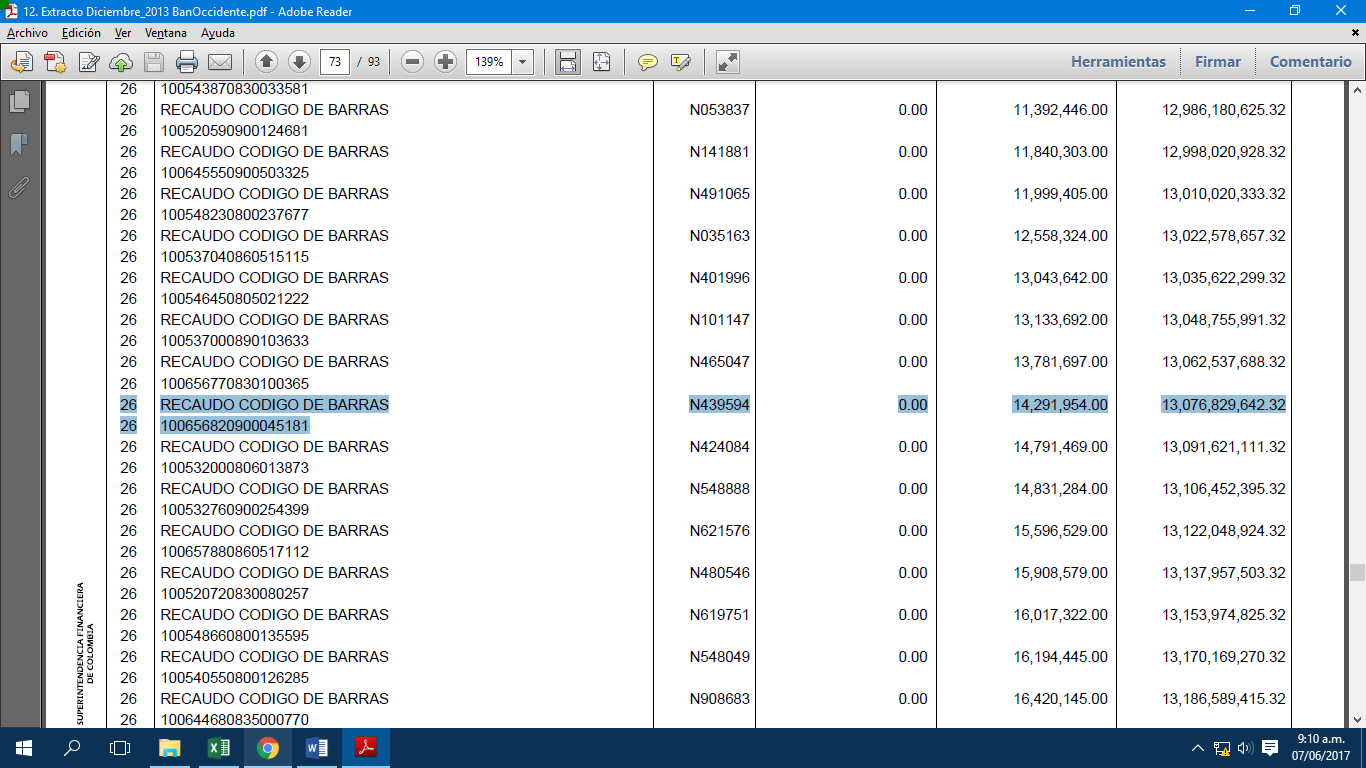 12. Extracto Diciembre_2013 BanOccidente.pdf - Adobe Reader
Archivo Edición Ver Ventana Ayuda
73 / 93 139% Herramientas Firmar Comentario
26 100543870830033581
26 RECAUDO CODIGO DE BARRAS N053837 0.00 11,392,446.00 12,986,180,625.32
26 100520590900124681
26 RECAUDO CODIGO DE BARRAS N141881 0.00 11,840,303.00 12,998,020,928.32
26 100645550900503325
26 RECAUDO CODIGO DE BARRAS N491065 0.00 11,999,405.00 13,010,020,333.32
26 100548230800237677
26 RECAUDO CODIGO DE BARRAS N035163 0.00 12,558,324.00 13,022,578,657.32
26 100537040860515115
26 RECAUDO CODIGO DE BARRAS N401996 0.00 13,043,642.00 13,035,622,299.32
26 100546450805021222
26 RECAUDO CODIGO DE BARRAS N101147 0.00 13,133,692.00 13,048,755,991.32
26 100537000890103633
26 RECAUDO CODIGO DE BARRAS N465047 0.00 13,781,697.00 13,062,537,688.32
26 100656770830100365
26 RECAUDO CODIGO DE BARRAS N439594 0.00 14,291,954.00 13,076,829,642.32
26 100656820900045181
26 RECAUDO CODIGO DE BARRAS N424084 0.00 14,791,469.00 13,091,621,111.32
26 100532000806013873
26 RECAUDO CODIGO DE BARRAS N548888 0.00 14,831,284.00 13,106,452,395.32
26 100532760900254399
26 RECAUDO CODIGO DE BARRAS N621576 0.00 15,596,529.00 13,122,048,924.32
26 100657880860517112
26 RECAUDO CODIGO DE BARRAS N480546 0.00 15,908,579.00 13,137,957,503.32
26 100520720830080257
26 RECAUDO CODIGO DE BARRAS N619751 0.00 16,017,322.00 13,153,974,825.32
26 100548660800135595
26 RECAUDO CODIGO DE BARRAS N548049 0.00 16,194,445.00 13,170,169,270.32
26 100540550800126285
26 RECAUDO CODIGO DE BARRAS N908683 0.00 16,420,145.00 13,186,589,415.32
26 100644680835000770
SUPERINTENDENCIA FINANCIERA
DE COLOMBIA
9:10 a.m.
07/06/2017